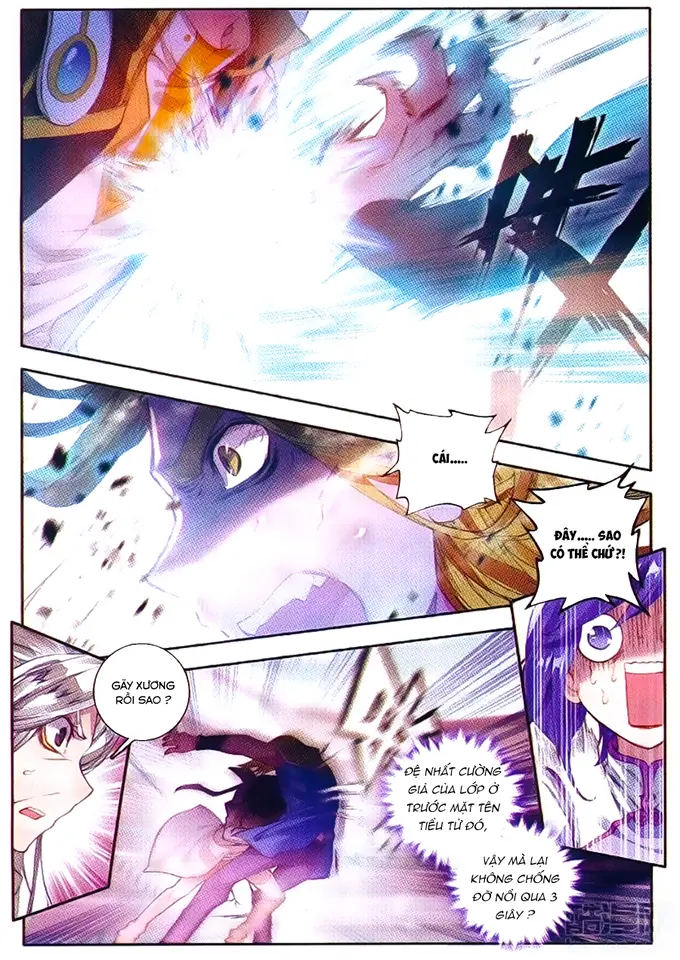 CÁI.....
ĐÂY..... SAO
CÓ THỂ CHỨ?!
GÃY XƯƠNG
RỒI SAO ?
ĐỆ NHẤT CƯỜNG
GIẢ CỦA LỚP Ở
TRƯỚC MẶT TÊN
TIỂU TỬ ĐÓ,
VẬY MÀ LẠI
KHÔNG CHỐNG
ĐỠ NỔI QUA 3
GIÂY ?